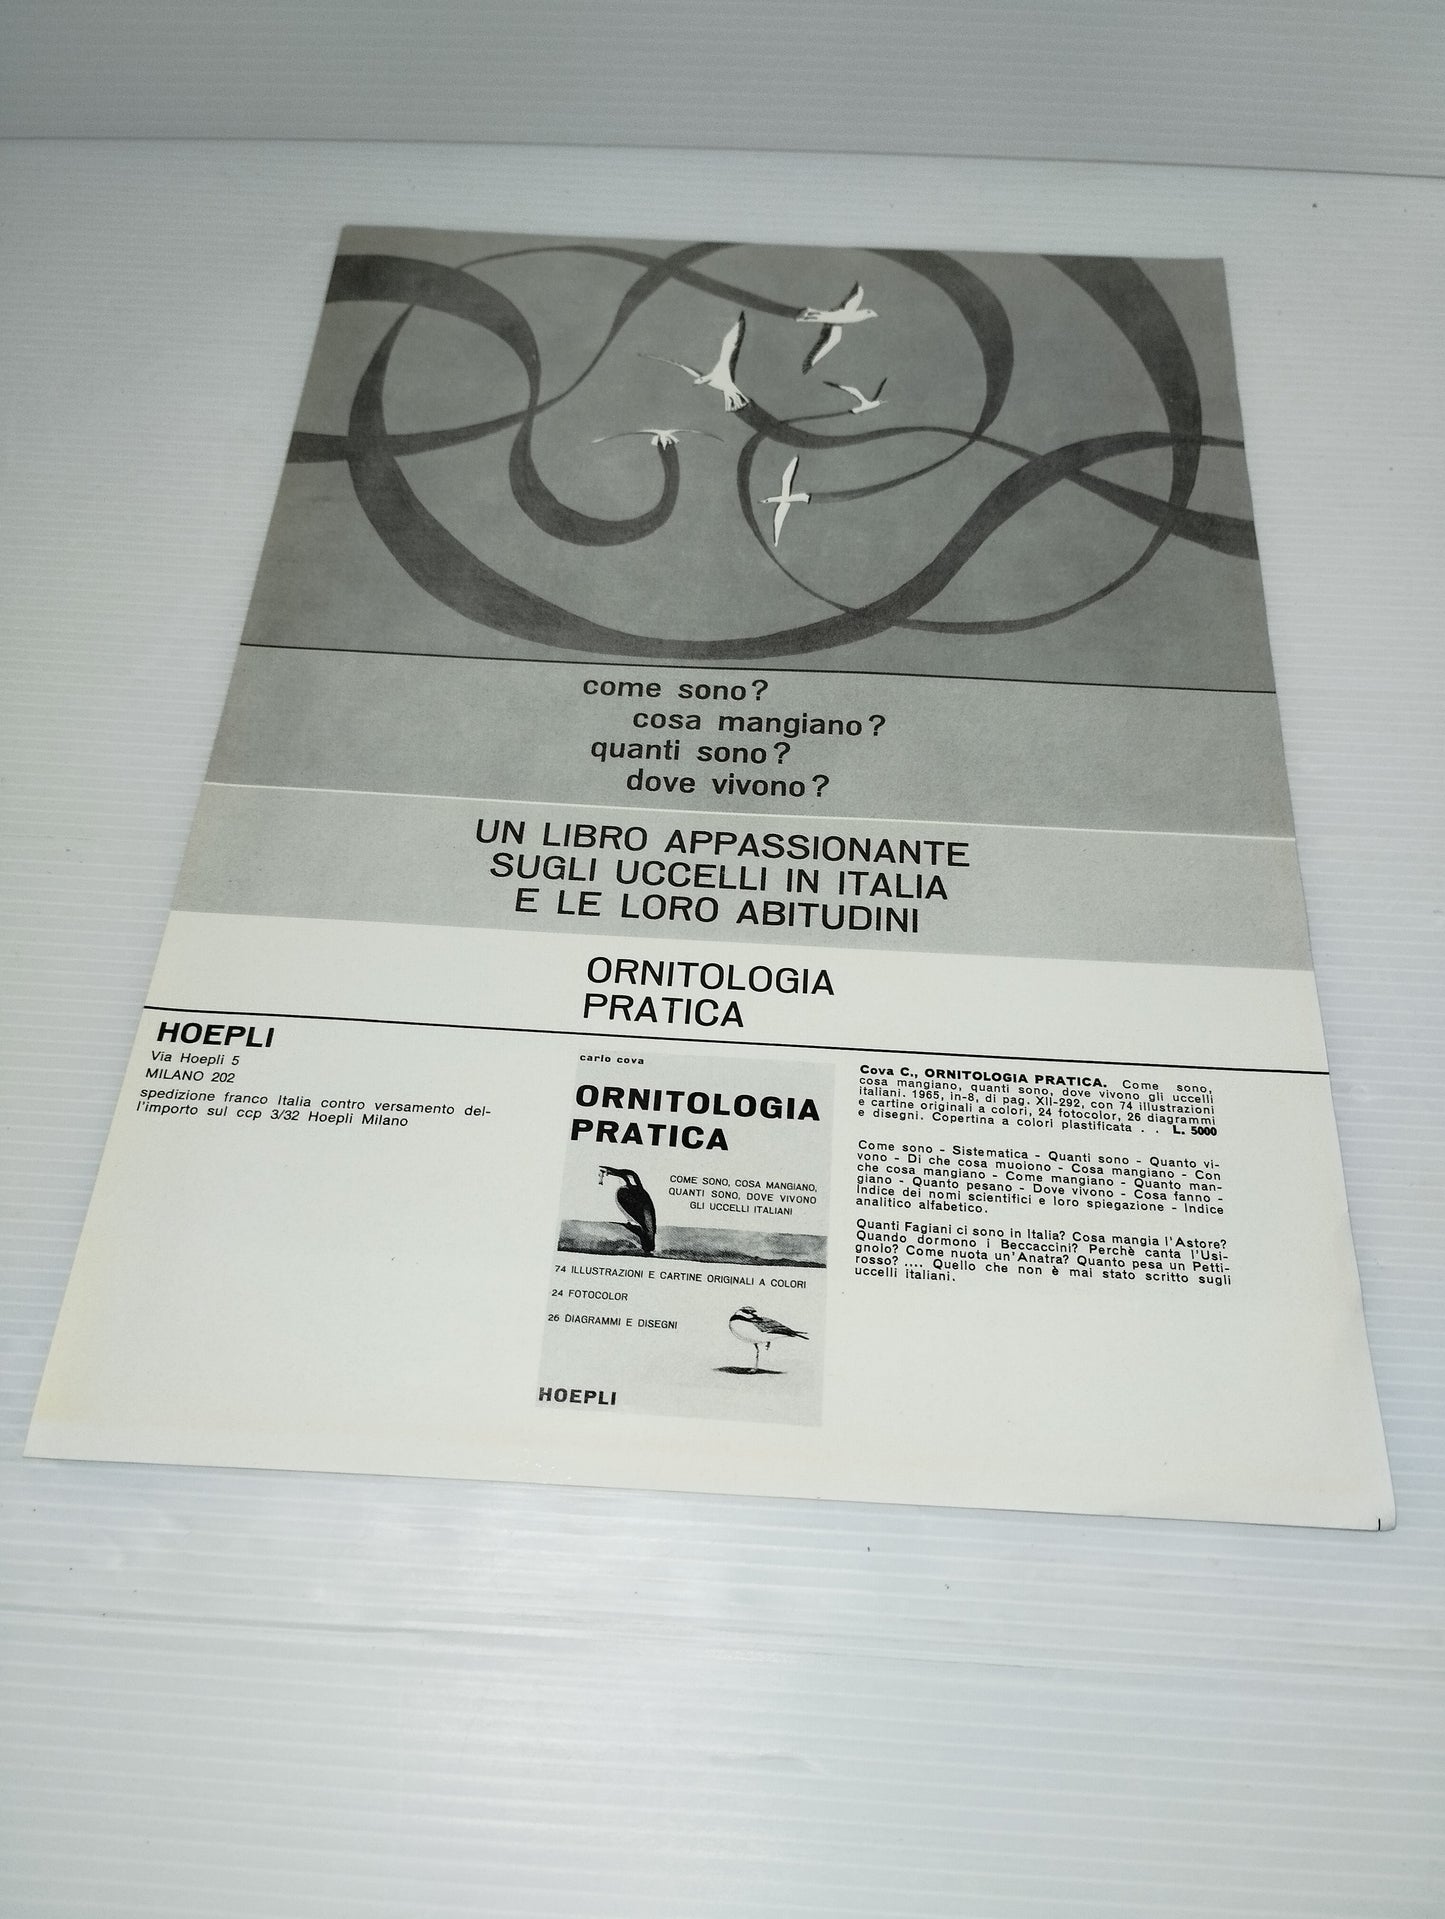 come sono?
cosa mangiano?
quanti sono?
dove vivono?
UN LIBRO APPASSIONANTE
SUGLI UCCELLI IN ITALIA
E LE LORO ABITUDINI
ORNITOLOGIA
PRATICA
HOEPLI
Via Hoepli 5
MILANO 202
spedizione franco Italia contro versamento del-
l'importo sul ccp 3/32 Hoepli Milano
carlo cova
ORNITOLOGIA
PRATICA
COME SONO, COSA MANGIANO,
QUANTI SONO, DOVE VIVONO
GLI UCCELLI ITALIANI
74 ILLUSTRAZIONI E CARTINE ORIGINALI A COLORI
24 FOTOCOLOR
26 DIAGRAMMI E DISEGNI
HOEPLI
Cova C., ORNITOLOGIA PRATICA. Come sono,
cosa mangiano, quanti sono, dove vivono gli uccelli
italiani. 1965, in-8, di pag. XII-292, con 74 illustrazioni
e cartine originali a colori, 24 fotocolor, 26 diagrammi
e disegni. Copertina a colori plastificata . . L. 5000
Come sono - Sistematica - Quanti sono - Quanto vi-
vono - Di che cosa muoiono - Cosa mangiano - Con
che cosa mangiano - Come mangiano - Quanto man-
giano - Quanto pesano - Dove vivono - Cosa fanno -
Indice dei nomi scientifici e loro spiegazione - Indice
analitico alfabetico.
Quanti Fagiani ci sono in Italia? Cosa mangia l'Astore?
Quando dormono i Beccaccini? Perchè canta l'Usi-
gnolo? Come nuota un'Anatra? Quanto pesa un Petti-
rosso? .... Quello che non è mai stato scritto sugli
uccelli italiani.